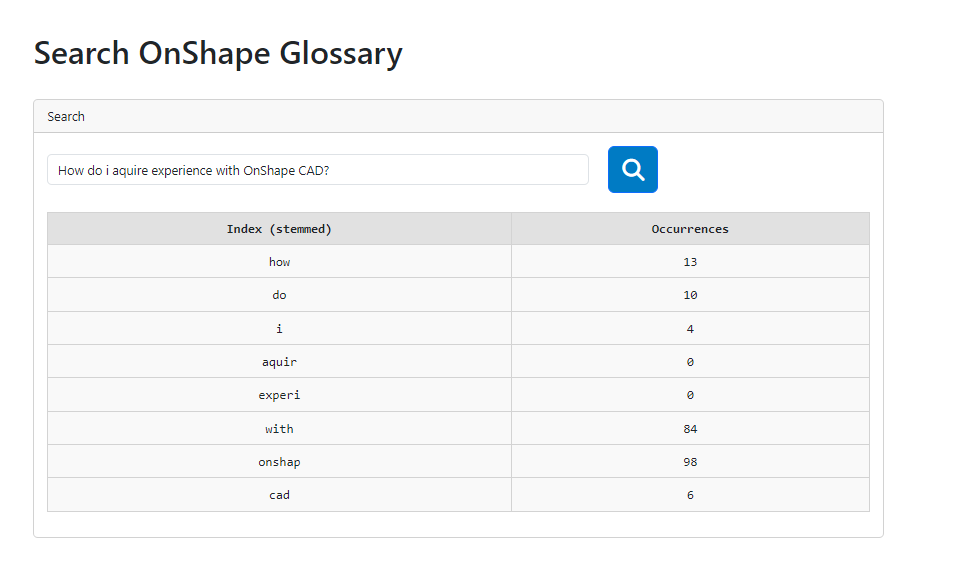 Search OnShape Glossary
Search
How do i aquire experience with OnShape CAD?
Index (stemmed) Occurrences
how 13
do 10
i 4
aquir 0
experi 0
with 84
onshap 98
cad 6